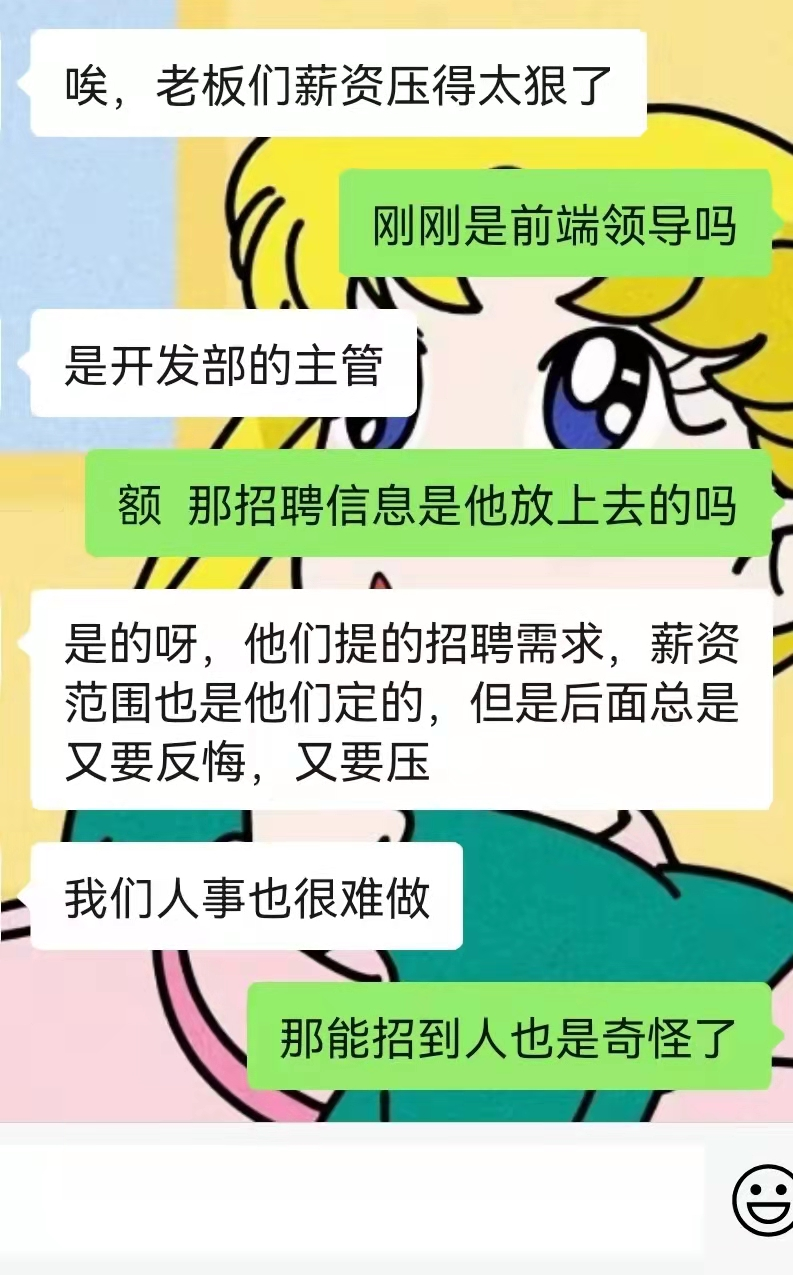 唉，老板们薪资压得太狠了
刚刚是前端领导吗
是开发部的主管
额 那招聘信息是他放上去的吗
是的呀，他们提的招聘需求，薪资
范围也是他们定的，但是后面总是
又要反悔，又要压
我们人事也很难做
那能招到人也是奇怪了